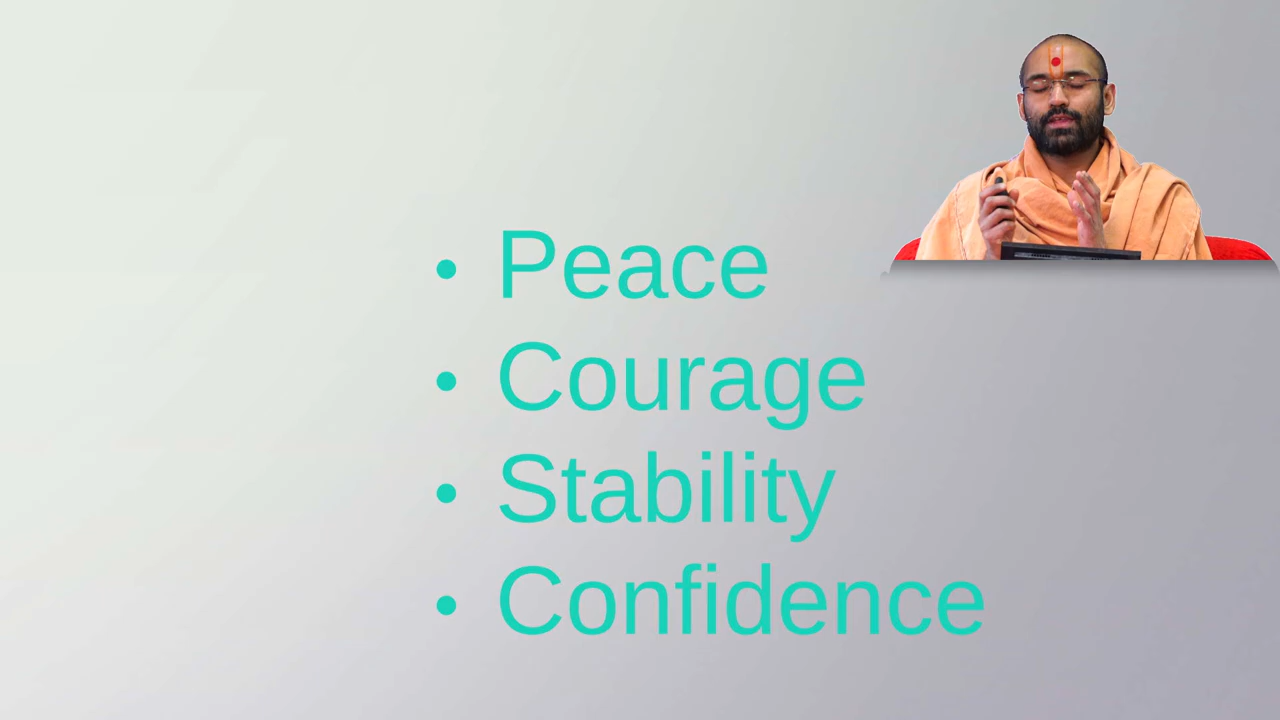 • Peace
• Courage
• Stability
• Confidence